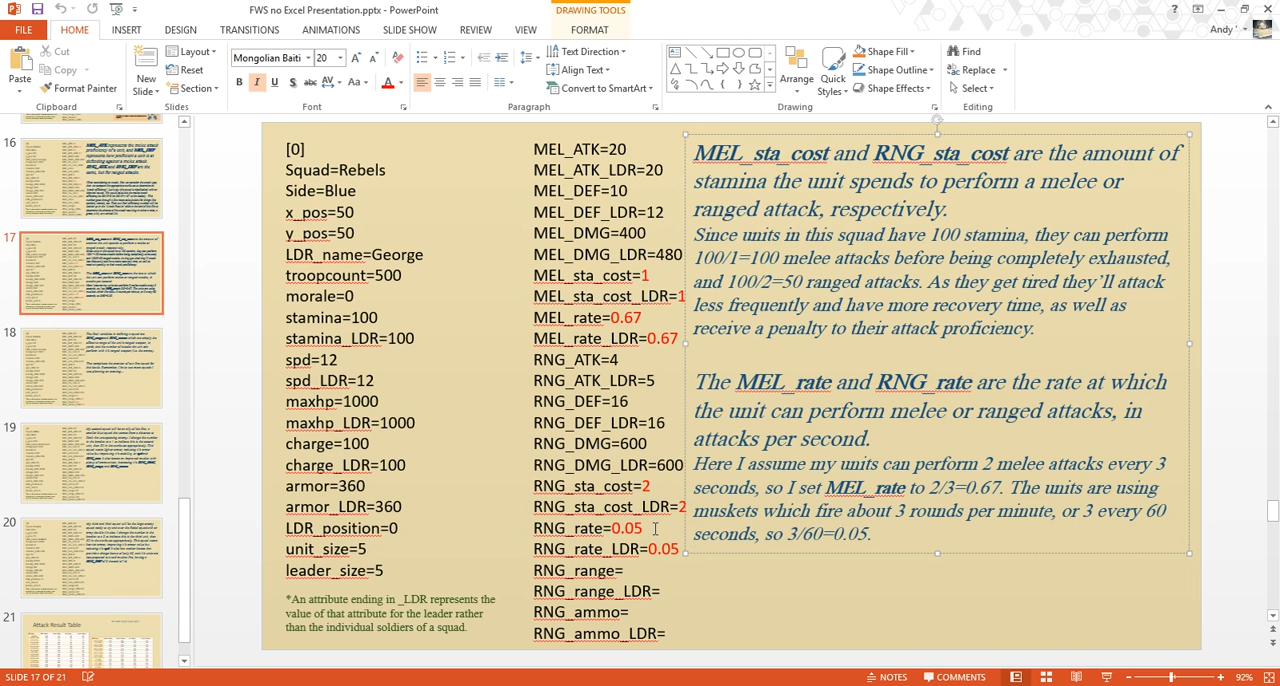 FWS no Excel Presentation.pptx - PowerPoint
DRAWING TOOLS
FILE
HOME
INSERT
DESIGN
TRANSITIONS
ANIMATIONS
SLIDE SHOW
REVIEW
VIEW
FORMAT
Andy
Paste
Cut
Copy
Format Painter
Clipboard
New
Slide
Layout
Reset
Section
Slides
Mongolian Baiti
20
Font
Paragraph
Text Direction
Align Text
Convert to SmartArt
Arrange
Quick
Styles
Shape Fill
Shape Outline
Shape Effects
Drawing
Find
Replace
Select
Editing
16
17
18
19
20
21
Attack Result Table
[0]
Squad=Rebels
Side=Blue
x_pos=50
y_pos=50
LDR_name=George
troopcount=500
morale=0
stamina=100
stamina_LDR=100
spd=12
spd_LDR=12
maxhp=1000
maxhp_LDR=1000
charge=100
charge_LDR=100
armor=360
armor_LDR=360
LDR_position=0
unit_size=5
leader_size=5
*An attribute ending in _LDR represents the
value of that attribute for the leader rather
than the individual soldiers of a squad.
MEL_ATK=20
MEL_ATK_LDR=20
MEL_DEF=10
MEL_DEF_LDR=12
MEL_DMG=400
MEL_DMG_LDR=480
MEL_sta_cost=1
MEL_sta_cost_LDR=1
MEL_rate=0.67
MEL_rate_LDR=0.67
RNG_ATK=4
RNG_ATK_LDR=5
RNG_DEF=16
RNG_DEF_LDR=16
RNG_DMG=600
RNG_DMG_LDR=600
RNG_sta_cost=2
RNG_sta_cost_LDR=2
RNG_rate=0.05
RNG_rate_LDR=0.05
RNG_range=
RNG_range_LDR=
RNG_ammo=
RNG_ammo_LDR=
MEL_sta_cost and RNG_sta_cost are the amount of
stamina the unit spends to perform a melee or
ranged attack, respectively.
Since units in this squad have 100 stamina, they can perform
100/1=100 melee attacks before being completely exhausted,
and 100/2=50 ranged attacks. As they get tired they'll attack
less frequently and have more recovery time, as well as
receive a penalty to their attack proficiency.
The MEL_rate and RNG_rate are the rate at which
the unit can perform melee or ranged attacks, in
attacks per second.
Here I assume my units can perform 2 melee attacks every 3
seconds, so I set MEL_rate to 2/3=0.67. The units are using
muskets which fire about 3 rounds per minute, or 3 every 60
seconds, so 3/60=0.05.
SLIDE 17 OF 21
NOTES
COMMENTS
92%